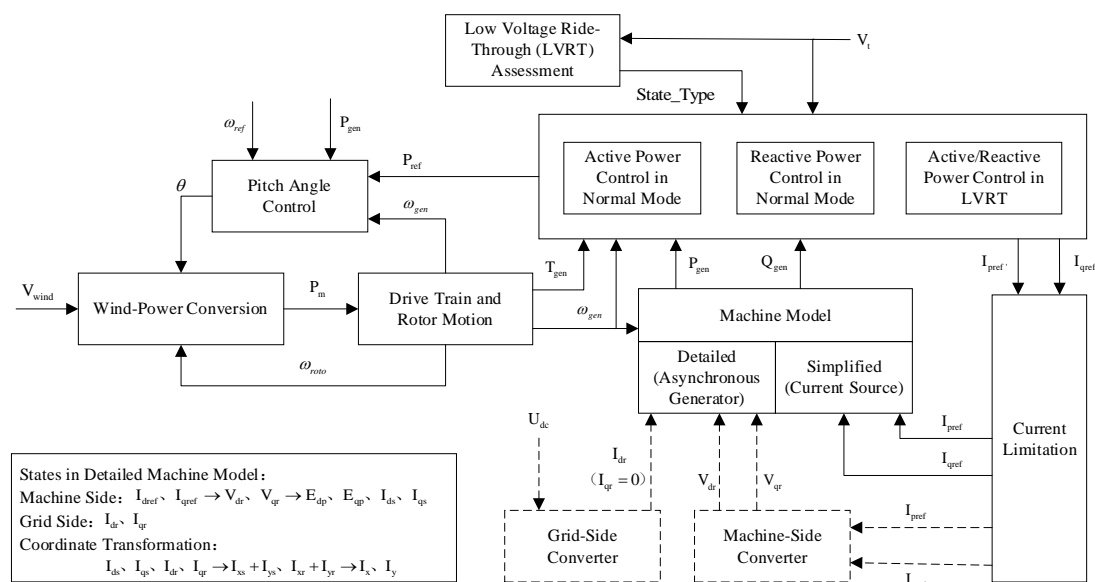 Low Voltage Ride-
Through (LVRT)
Assessment
V_t
State_Type
ω_ref
P_gen
P_ref
Pitch Angle
Control
θ
ω_gen
Active Power
Control in
Normal Mode
Reactive Power
Control in
Normal Mode
Active/Reactive
Power Control in
LVRT
V_wind
Wind-Power Conversion
P_m
Drive Train and
Rotor Motion
T_gen
ω_gen
P_gen
Q_gen
I_pref'
I_qref
ω_roto
Machine Model
Detailed
(Asynchronous
Generator)
Simplified
(Current Source)
Current
Limitation
I_pref
I_qref
U_dc
I_dr
(I_qr = 0)
V_dr
V_qr
Grid-Side
Converter
Machine-Side
Converter
I_pref
States in Detailed Machine Model:
Machine Side: I_dref、I_qref → V_dr、V_qr → E_dp、E_qp、I_ds、I_qs
Grid Side: I_dr、I_qr
Coordinate Transformation:
I_ds、I_qs、I_dr、I_qr → I_xs + I_ys、I_xr + I_yr → I_x、I_y